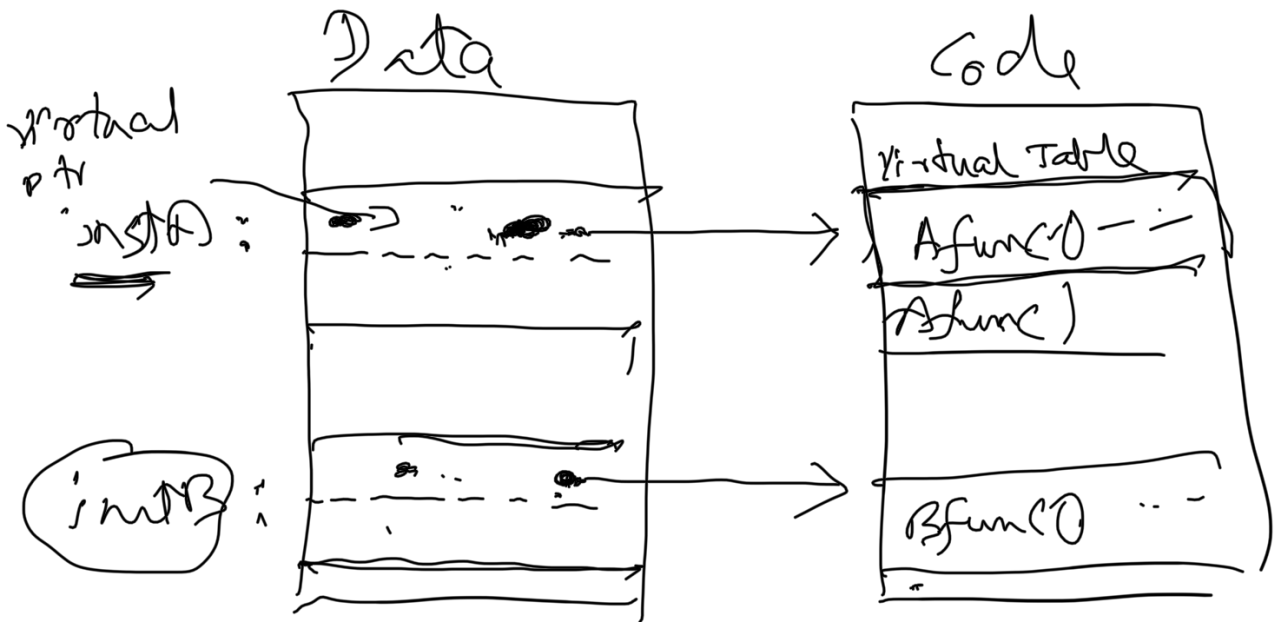 Data
Code
virtual
ptr
instA :
Virtual Table
Afunc()
Afunc()
instB :
Bfunc()